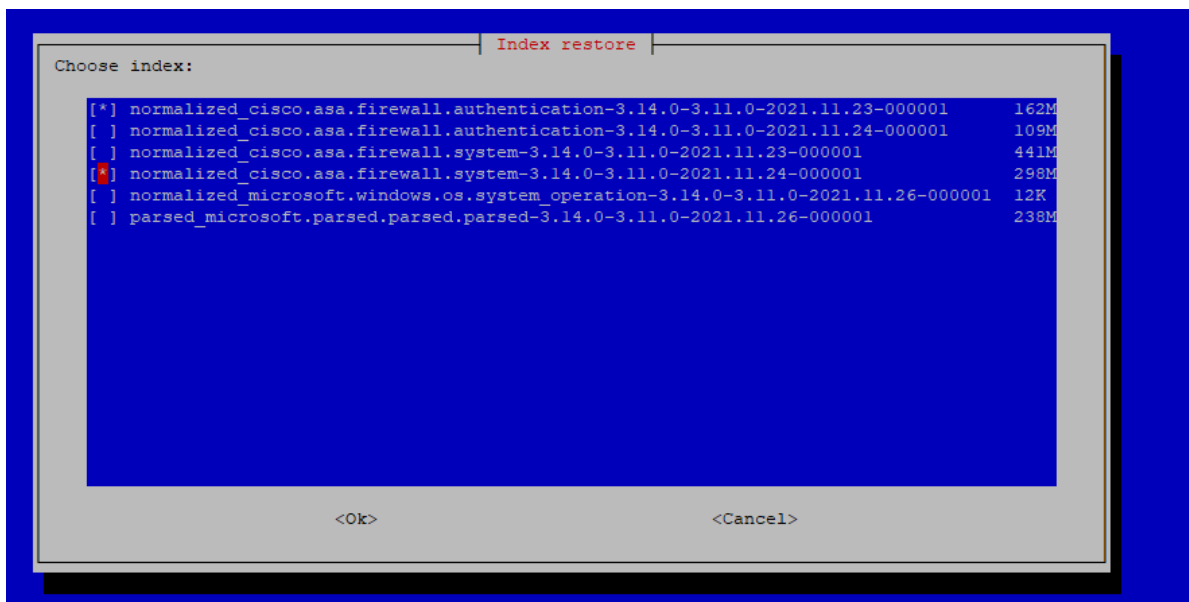 Index restore
Choose index:
[*] normalized_cisco.asa.firewall.authentication-3.14.0-3.11.0-2021.11.23-000001 162M
[ ] normalized_cisco.asa.firewall.authentication-3.14.0-3.11.0-2021.11.24-000001 109M
[ ] normalized_cisco.asa.firewall.system-3.14.0-3.11.0-2021.11.23-000001 441M
[*] normalized_cisco.asa.firewall.system-3.14.0-3.11.0-2021.11.24-000001 298M
[ ] normalized_microsoft.windows.os.system_operation-3.14.0-3.11.0-2021.11.26-000001 12K
[ ] parsed_microsoft.parsed.parsed.parsed-3.14.0-3.11.0-2021.11.26-000001 238M
<Ok> <Cancel>